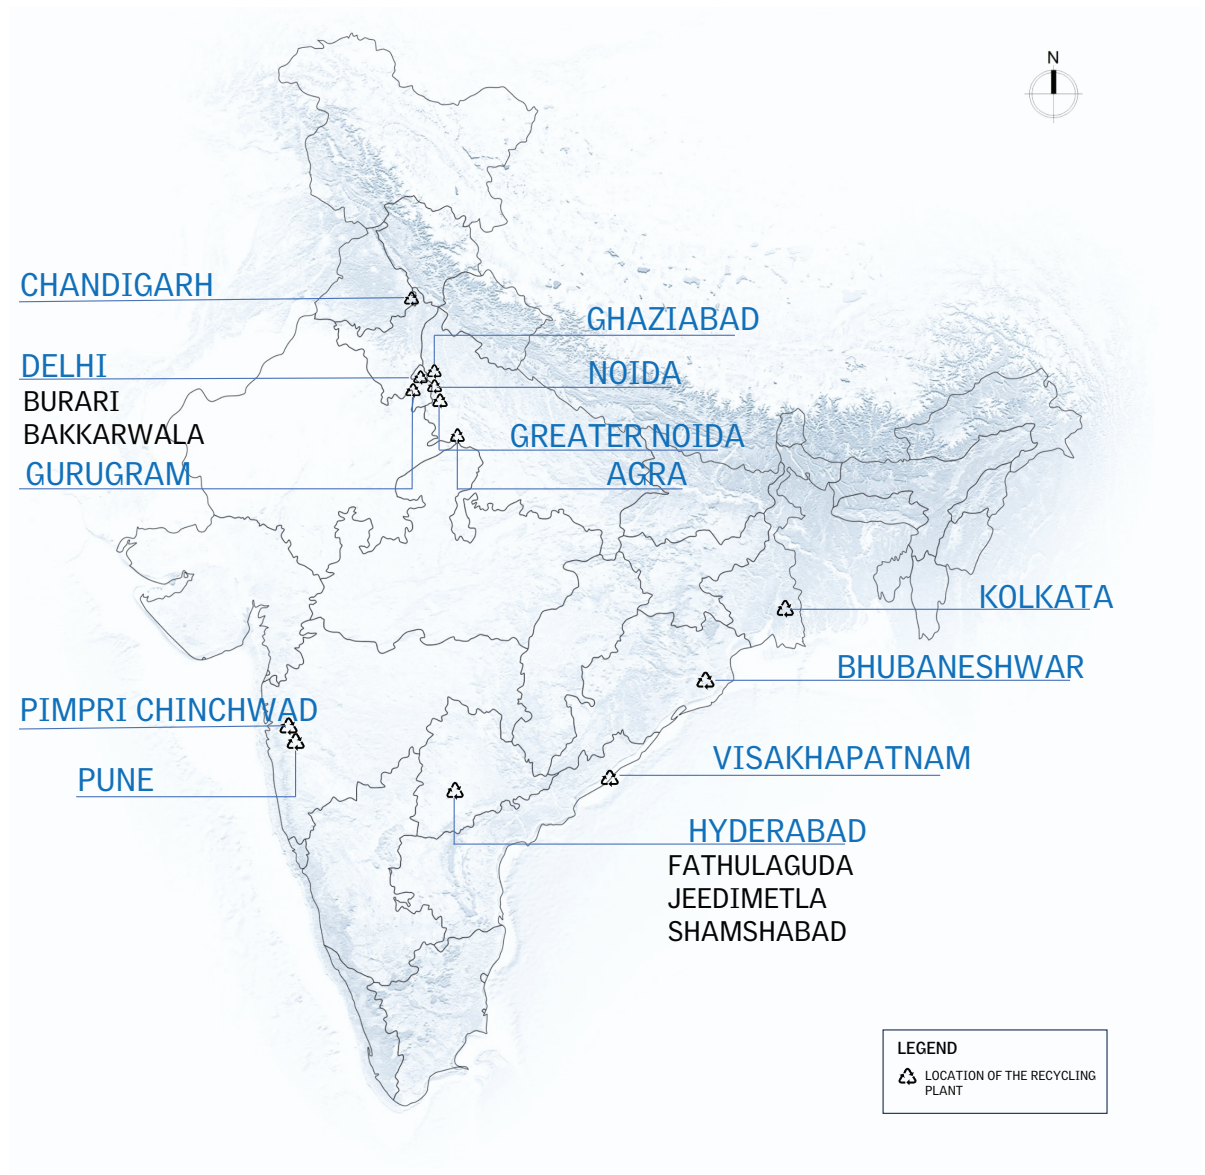 N
CHANDIGARH
GHAZIABAD
DELHI
BURARI
BAKKARWALA
NOIDA
GREATER NOIDA
GURUGRAM
AGRA
KOLKATA
BHUBANESHWAR
PIMPRI CHINCHWAD
PUNE
VISAKHAPATNAM
HYDERABAD
FATHULAGUDA
JEEDIMETLA
SHAMSHABAD
LEGEND
LOCATION OF THE RECYCLING
PLANT